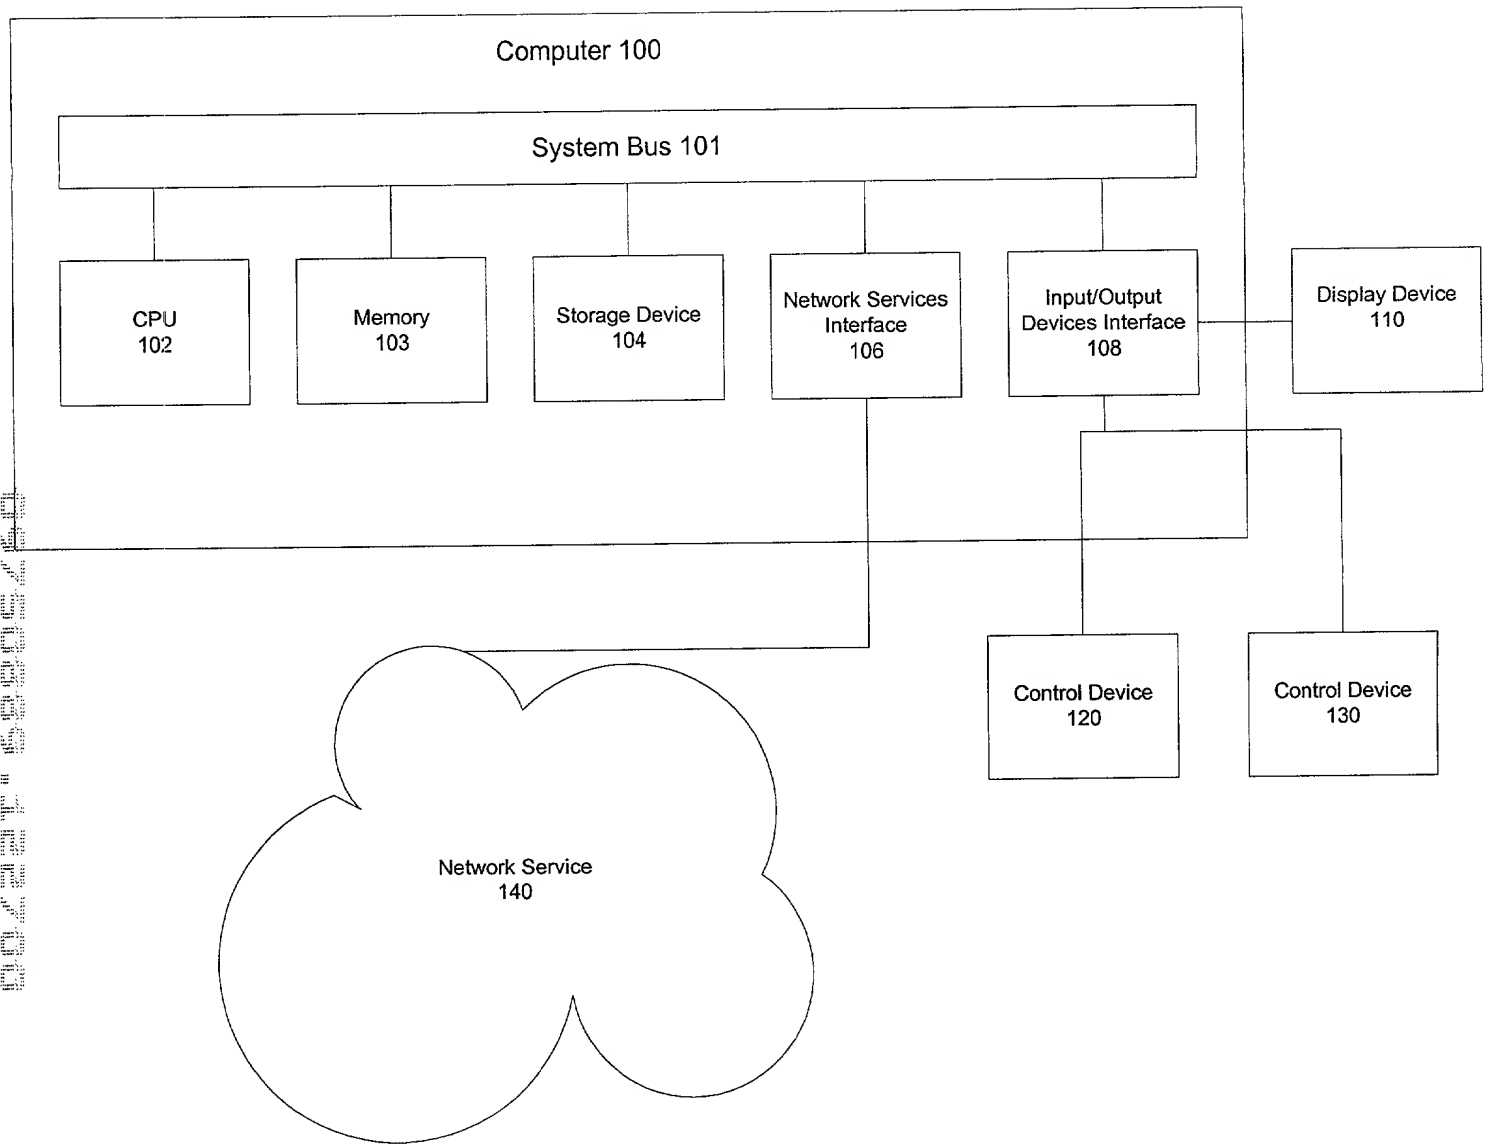 Computer 100
System Bus 101
CPU
102
Memory
103
Storage Device
104
Network Services
Interface
106
Input/Output
Devices Interface
108
Display Device
110
Control Device
120
Control Device
130
Network Service
140